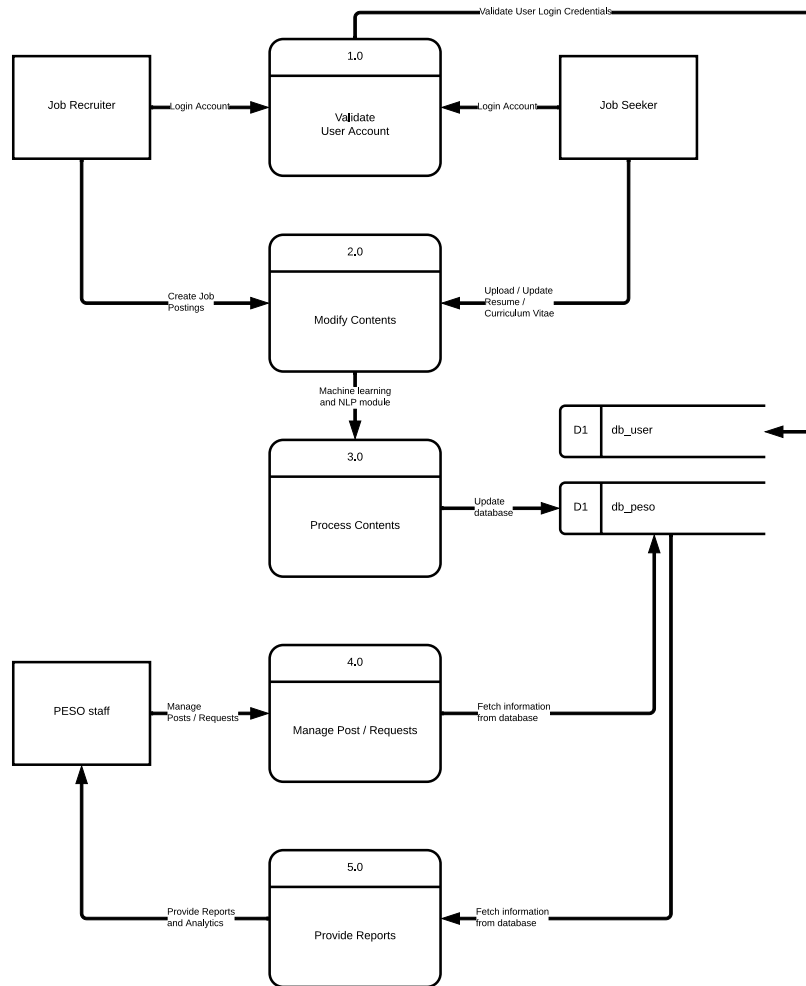 Validate User Login Credentials
1.0
Job Recruiter
Login Account
Validate
User Account
Login Account
Job Seeker
2.0
Create Job
Postings
Modify Contents
Upload / Update
Resume /
Curriculum Vitae
Machine learning
and NLP module
D1
db_user
3.0
Process Contents
Update
database
D1
db_peso
4.0
PESO staff
Manage
Posts / Requests
Manage Post / Requests
Fetch information
from database
5.0
Provide Reports
and Analytics
Provide Reports
Fetch information
from database